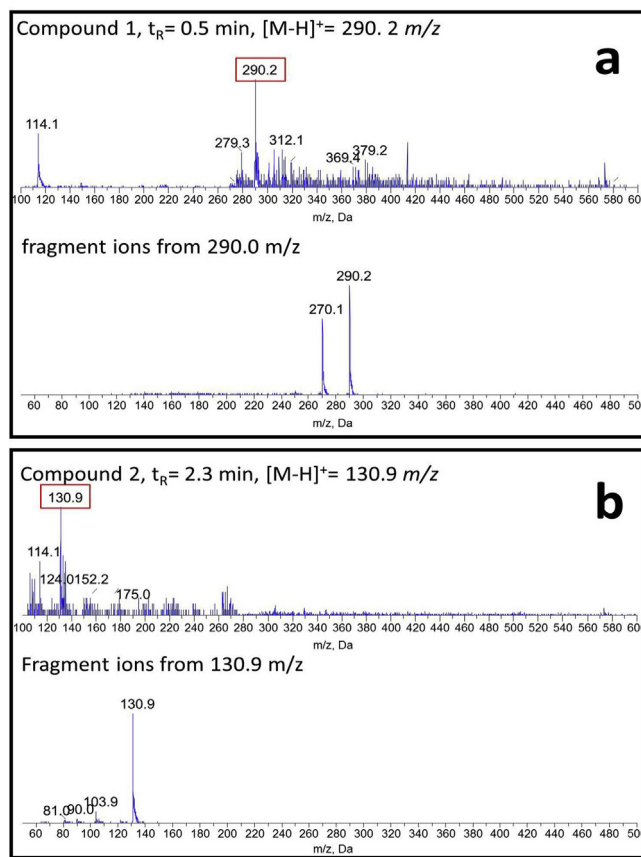 Compound 1, tR= 0.5 min, [M-H]+= 290. 2 m/z
a
290.2
114.1
279.3
312.1
369.4
379.2
100 120 140 160 180 200 220 240 260 280 300 320 340 360 380 400 420 440 460 480 500 520 540 560 580 600
m/z, Da
fragment ions from 290.0 m/z
290.2
270.1
60 80 100 120 140 160 180 200 220 240 260 280 300 320 340 360 380 400 420 440 460 480 500
m/z, Da
Compound 2, tR= 2.3 min, [M-H]+= 130.9 m/z
b
130.9
114.1
124.0152.2
175.0
100 120 140 160 180 200 220 240 260 280 300 320 340 360 380 400 420 440 460 480 500 520 540 560 580 600
m/z, Da
Fragment ions from 130.9 m/z
130.9
81.0
90.0
103.9
60 80 100 120 140 160 180 200 220 240 260 280 300 320 340 360 380 400 420 440 460 480 500
m/z, Da